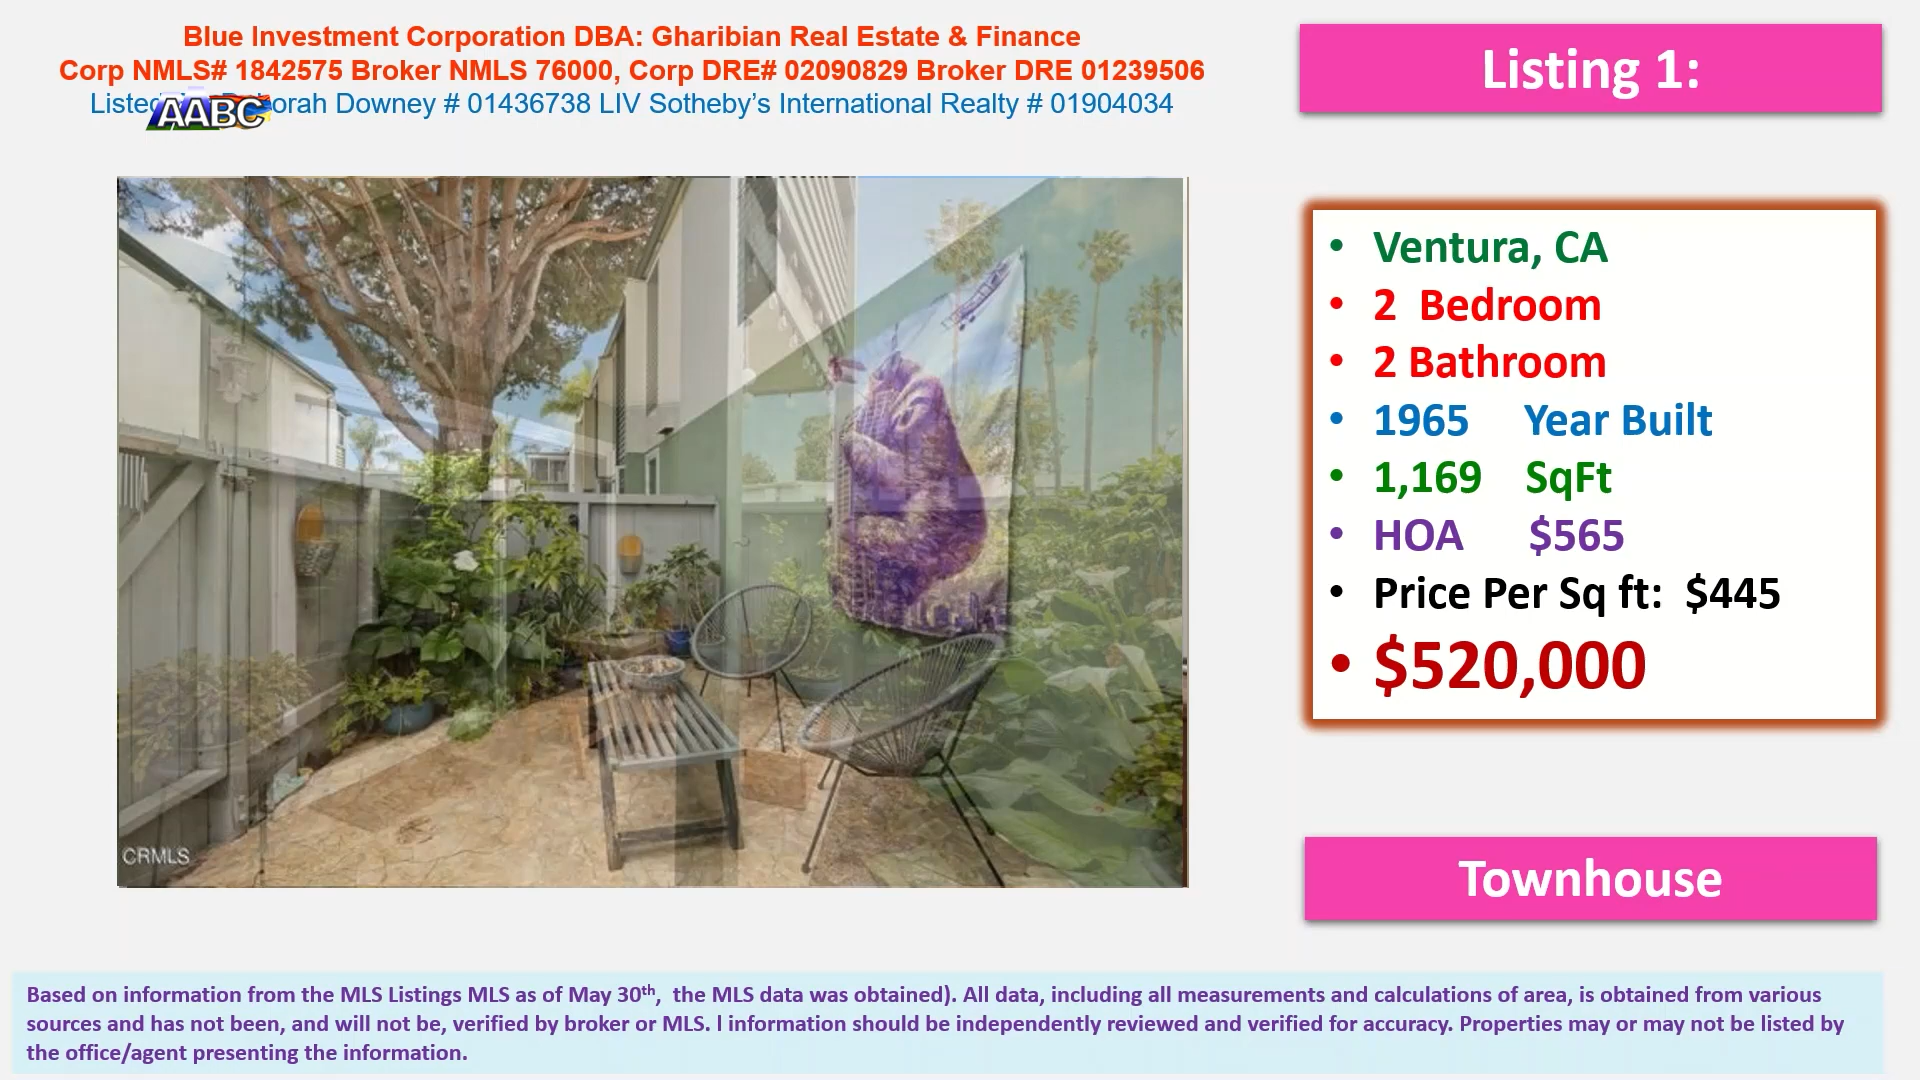 Blue Investment Corporation DBA: Gharibian Real Estate & Finance
Corp NMLS# 1842575 Broker NMLS 76000, Corp DRE# 02090829 Broker DRE 01239506
Deborah Downey # 01436738 LIV Sotheby’s International Realty # 01904034
AABC
Listing 1:
• Ventura, CA
• 2 Bedroom
• 2 Bathroom
• 1965 Year Built
• 1,169 SqFt
• HOA $565
• Price Per Sq ft: $445
• $520,000
CRMLS
Townhouse
Based on information from the MLS Listings MLS as of May 30th, the MLS data was obtained). All data, including all measurements and calculations of area, is obtained from various
sources and has not been, and will not be, verified by broker or MLS. l information should be independently reviewed and verified for accuracy. Properties may or may not be listed by
the office/agent presenting the information.